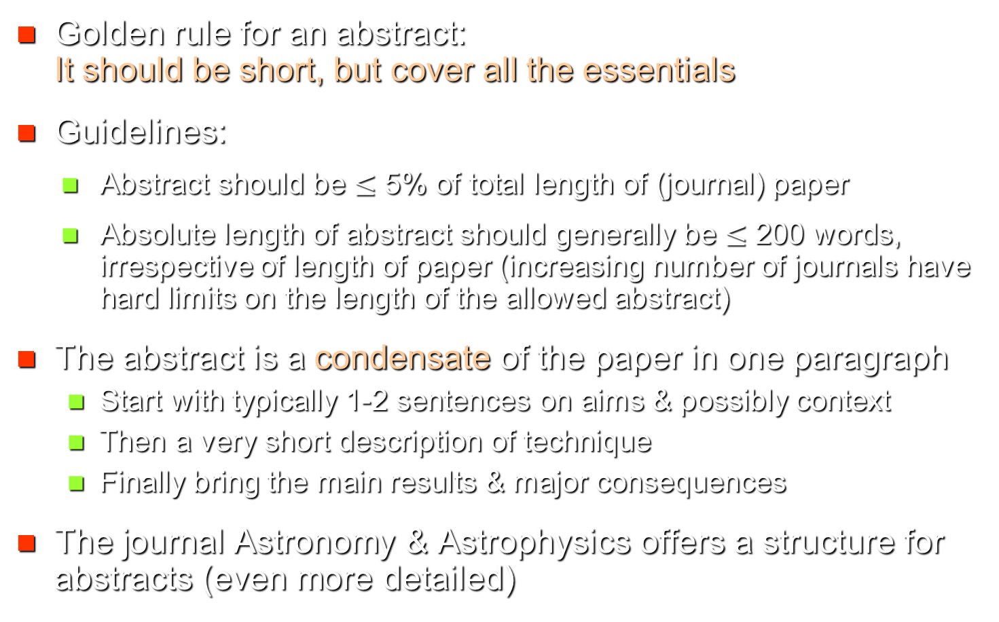 Golden rule for an abstract:
It should be short, but cover all the essentials
Guidelines:
Abstract should be ≤ 5% of total length of (journal) paper
Absolute length of abstract should generally be ≤ 200 words,
irrespective of length of paper (increasing number of journals have
hard limits on the length of the allowed abstract)
The abstract is a condensate of the paper in one paragraph
Start with typically 1-2 sentences on aims & possibly context
Then a very short description of technique
Finally bring the main results & major consequences
The journal Astronomy & Astrophysics offers a structure for
abstracts (even more detailed)